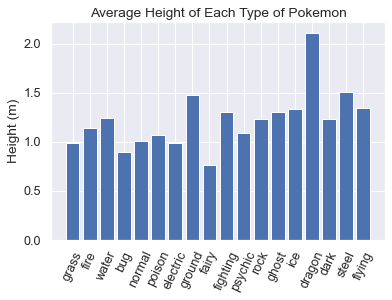 Average Height of Each Type of Pokemon
Height (m)
2.0
1.5
1.0
0.5
0.0
grass
fire
water
bug
normal
poison
electric
ground
fairy
fighting
psychic
rock
ghost
ice
dragon
dark
steel
flying